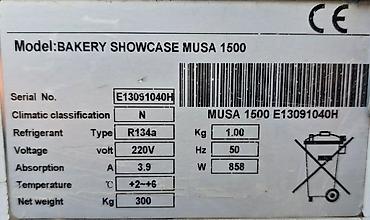 CE
Model:BAKERY SHOWCASE MUSA 1500
Serial No. E13091040H
Climatic classification N MUSA 1500 E13091040H
Refrigerant Type R134a Kg 1.00
Voltage volt 220V Hz 50
Absorption A 3.9 W 858
Temperature °C +2~+6
Net weight Kg 300